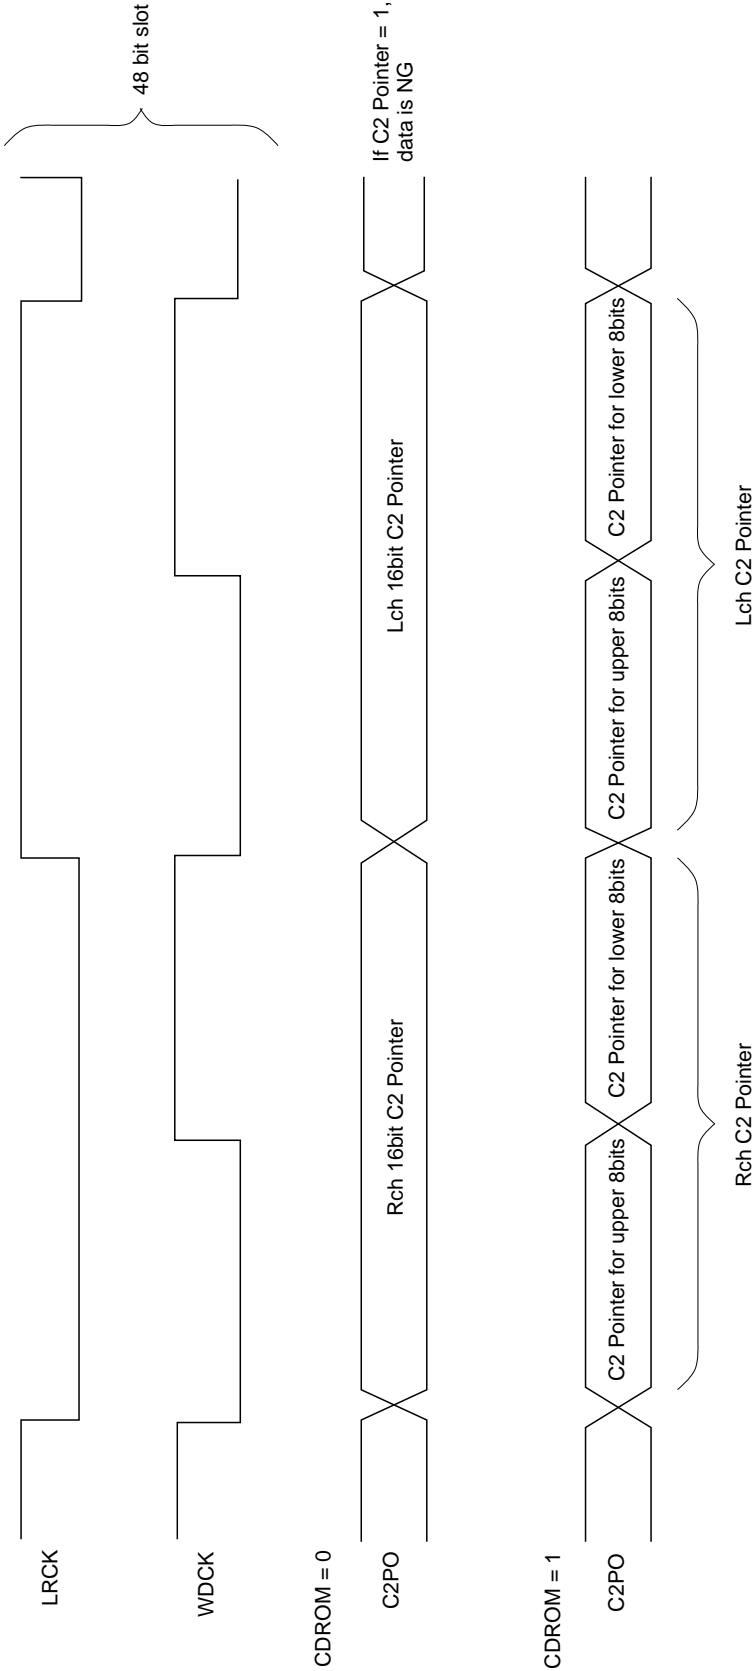 LRCK
48 bit slot
WDCK
CDROM = 0
C2PO
Rch 16bit C2 Pointer
Lch 16bit C2 Pointer
If C2 Pointer = 1,
data is NG
CDROM = 1
C2PO
C2 Pointer for upper 8bits
C2 Pointer for lower 8bits
C2 Pointer for upper 8bits
C2 Pointer for lower 8bits
Rch C2 Pointer
Lch C2 Pointer